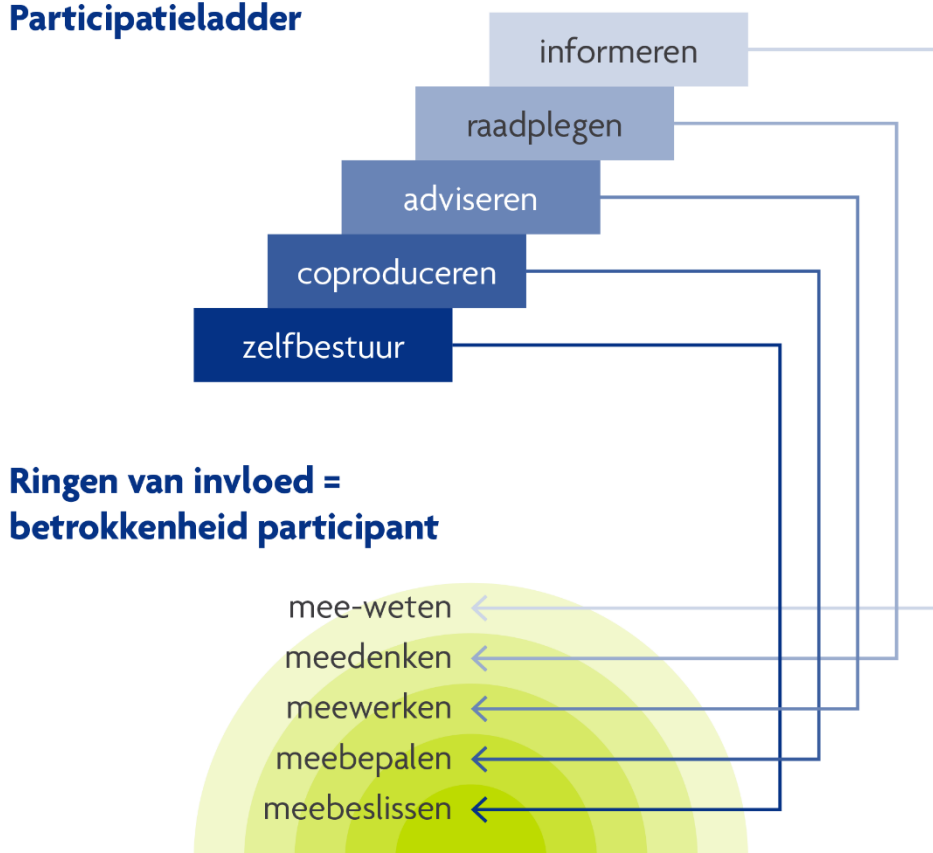 Participatieladder
informeren
raadplegen
adviseren
coproduceren
zelfbestuur
Ringen van invloed =
betrokkenheid participant
mee-weten
meedenken
meewerken
meebepalen
meebeslissen